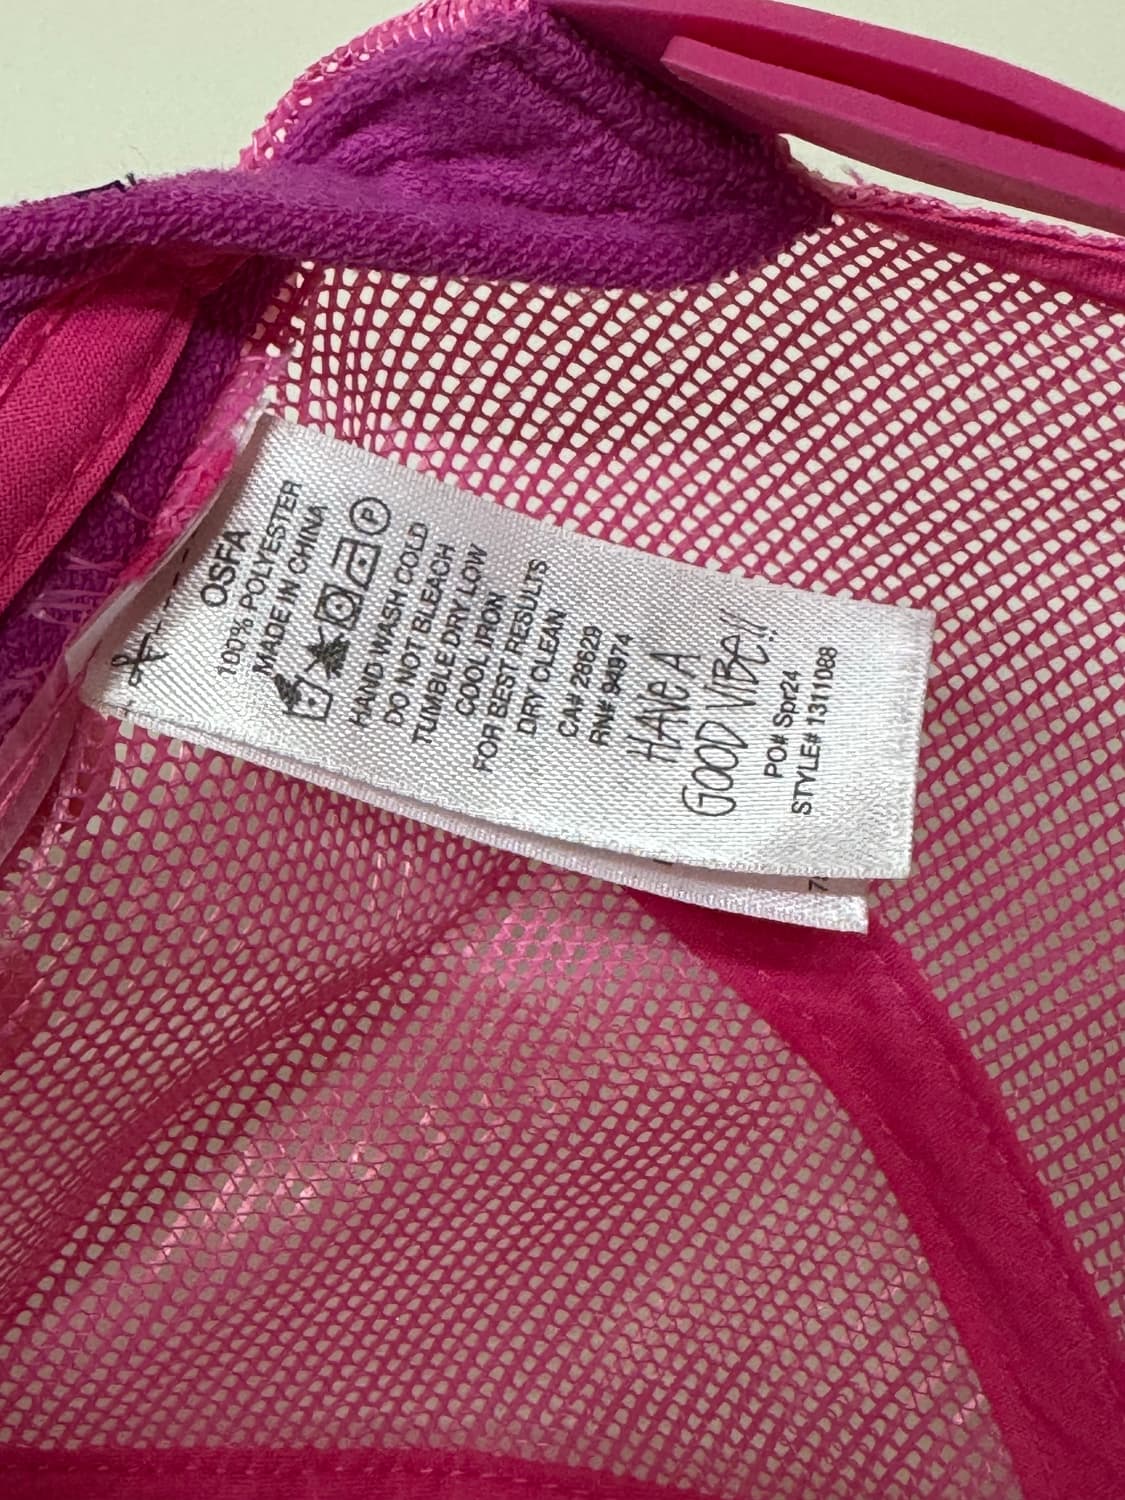 OSFA
100% POLYESTER
MADE IN CHINA
P
HAND WASH COLD
DO NOT BLEACH
TUMBLE DRY LOW
COOL IRON
FOR BEST RESULTS
DRY CLEAN
CA# 28629
RN# 94974
HAVE A
GOOD VIBE!!
PO# Spr24
STYLE# 1311088